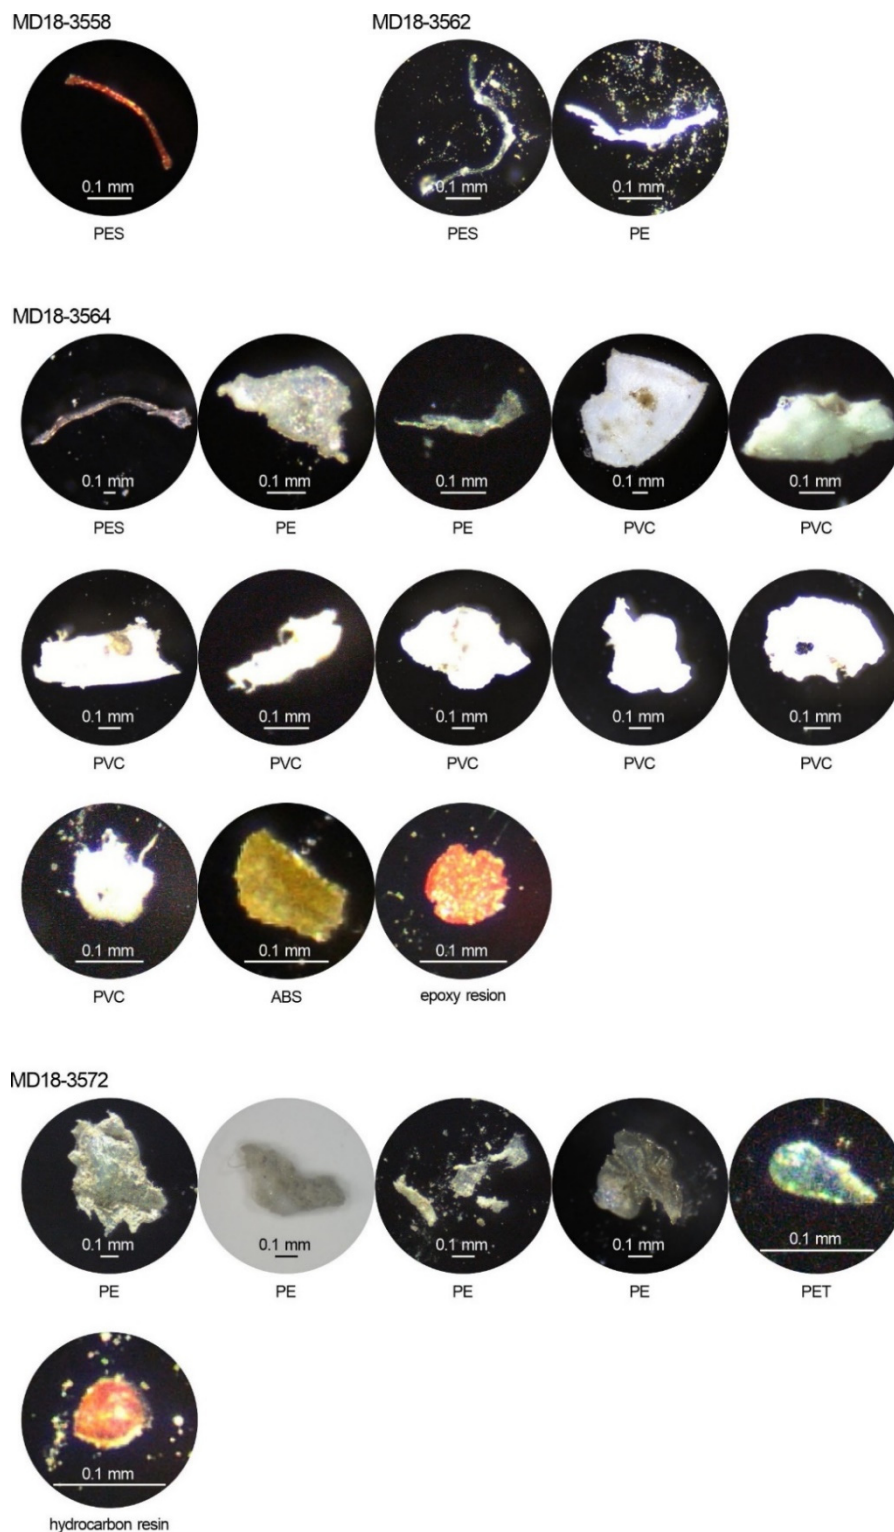 MD18-3558 MD18-3562
0.1 mm 0.1 mm 0.1 mm
PES PES PE
MD18-3564
0.1 mm 0.1 mm 0.1 mm 0.1 mm 0.1 mm
PES PE PE PVC PVC
0.1 mm 0.1 mm 0.1 mm 0.1 mm 0.1 mm
PVC PVC PVC PVC PVC
0.1 mm 0.1 mm 0.1 mm
PVC ABS epoxy resion
MD18-3572
0.1 mm 0.1 mm 0.1 mm 0.1 mm 0.1 mm
PE PE PE PE PET
0.1 mm
hydrocarbon resin